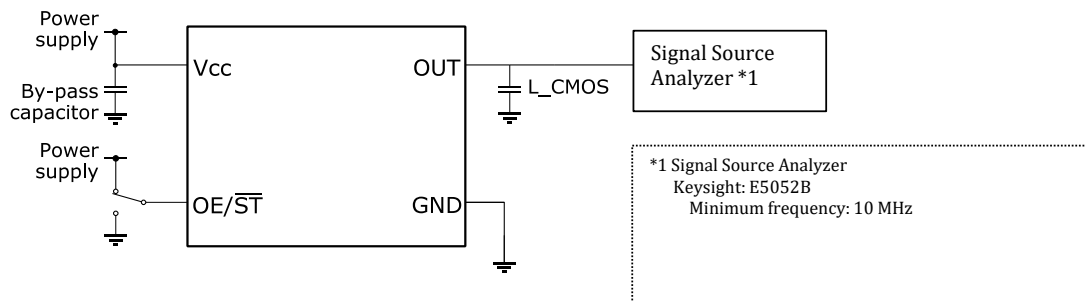 Power
supply
Vcc
OUT
Signal Source
Analyzer *1
By-pass
capacitor
L_CMOS
Power
supply
OE/ST
GND
*1 Signal Source Analyzer
Keysight: E5052B
Minimum frequency: 10 MHz